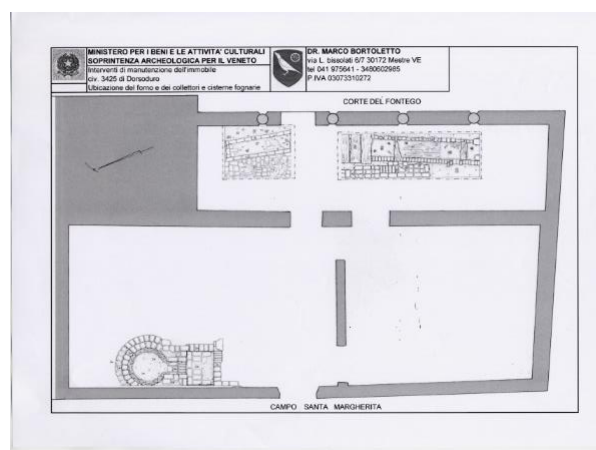 MINISTERO PER I BENI E LE ATTIVITA' CULTURALI
SOPRINTENZA ARCHEOLOGICA PER IL VENETO
Interventi di manutenzione dell'immobile
civ. 3425 di Dorsoduro
Ubicazione del forno e dei collettori e cisterne fognarie
DR. MARCO BORTOLETTO
via L. bissolati 6/7 30172 Mestre VE
tel 041 975641 - 3480602985
P IVA 03073310272
CORTE DEL FONTEGO
CAMPO SANTA MARGHERITA